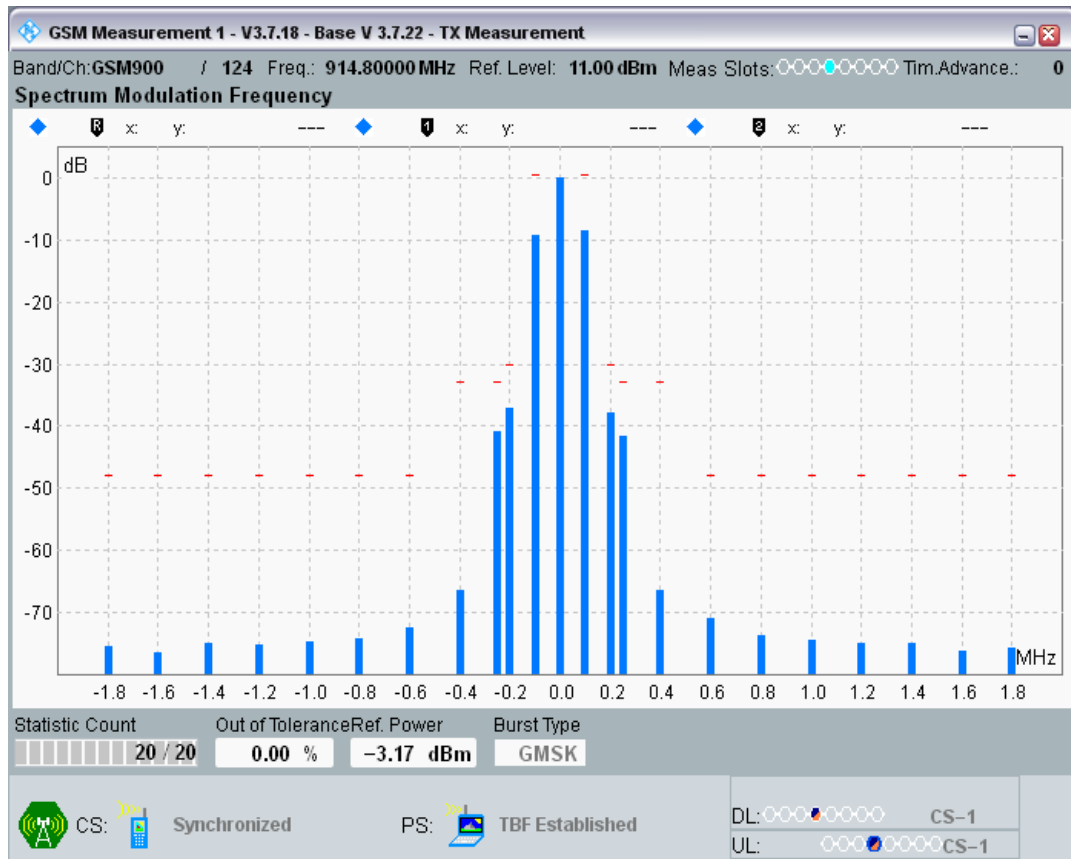 GSM Measurement 1 - V3.7.18 - Base V 3.7.22 - TX Measurement
Band/Ch:GSM900 / 124 Freq.: 914.80000 MHz Ref. Level: 11.00 dBm Meas Slots: Tim.Advance.: 0
Spectrum Modulation Frequency
R x: y: --- 1 x: y: --- 2 x: y: ---
dB
0
-10
-20
-30
-40
-50
-60
-70
MHz
-1.8 -1.6 -1.4 -1.2 -1.0 -0.8 -0.6 -0.4 -0.2 0.0 0.2 0.4 0.6 0.8 1.0 1.2 1.4 1.6 1.8
Statistic Count Out of Tolerance Ref. Power Burst Type
20 / 20 0.00 % −3.17 dBm GMSK
CS: Synchronized PS: TBF Established
DL: CS−1
UL: CS−1